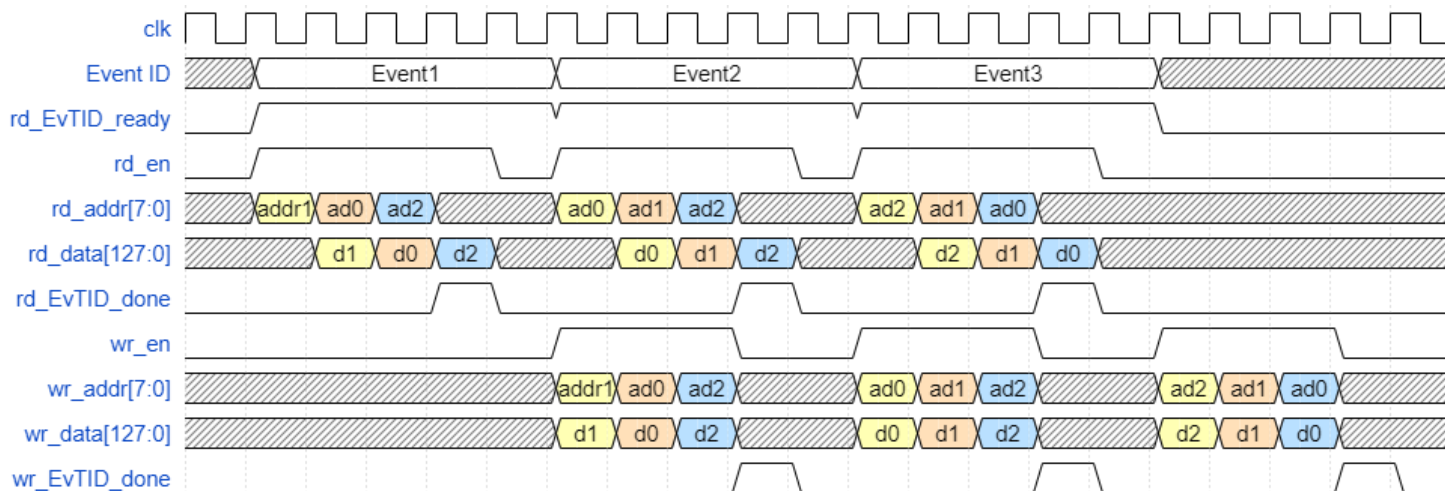 clk
Event ID Event1 Event2 Event3
rd_EvTID_ready
rd_en
rd_addr[7:0] addr1 ad0 ad2 ad0 ad1 ad2 ad2 ad1 ad0
rd_data[127:0] d1 d0 d2 d0 d1 d2 d2 d1 d0
rd_EvTID_done
wr_en
wr_addr[7:0] addr1 ad0 ad2 ad0 ad1 ad2 ad2 ad1 ad0
wr_data[127:0] d1 d0 d2 d0 d1 d2 d2 d1 d0
wr_EvTID_done